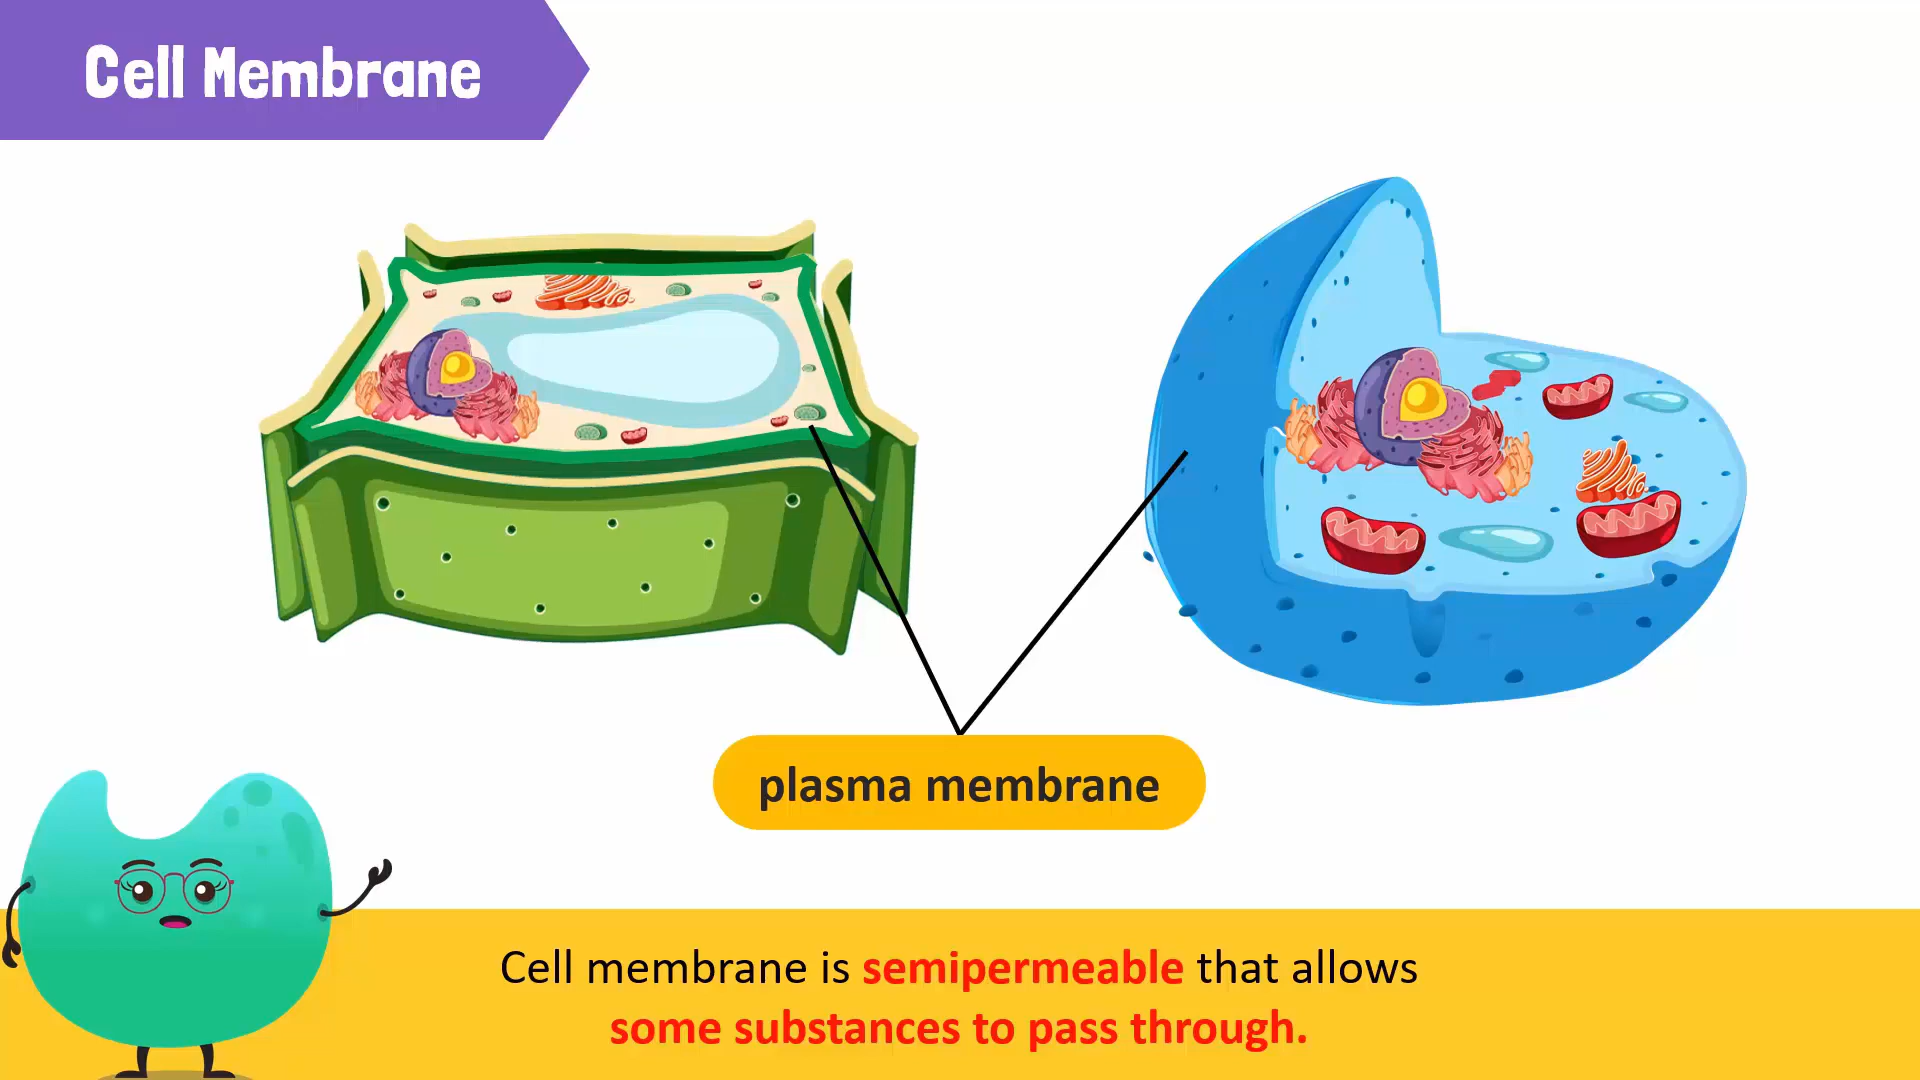 Cell Membrane
plasma membrane
Cell membrane is semipermeable that allows
some substances to pass through.